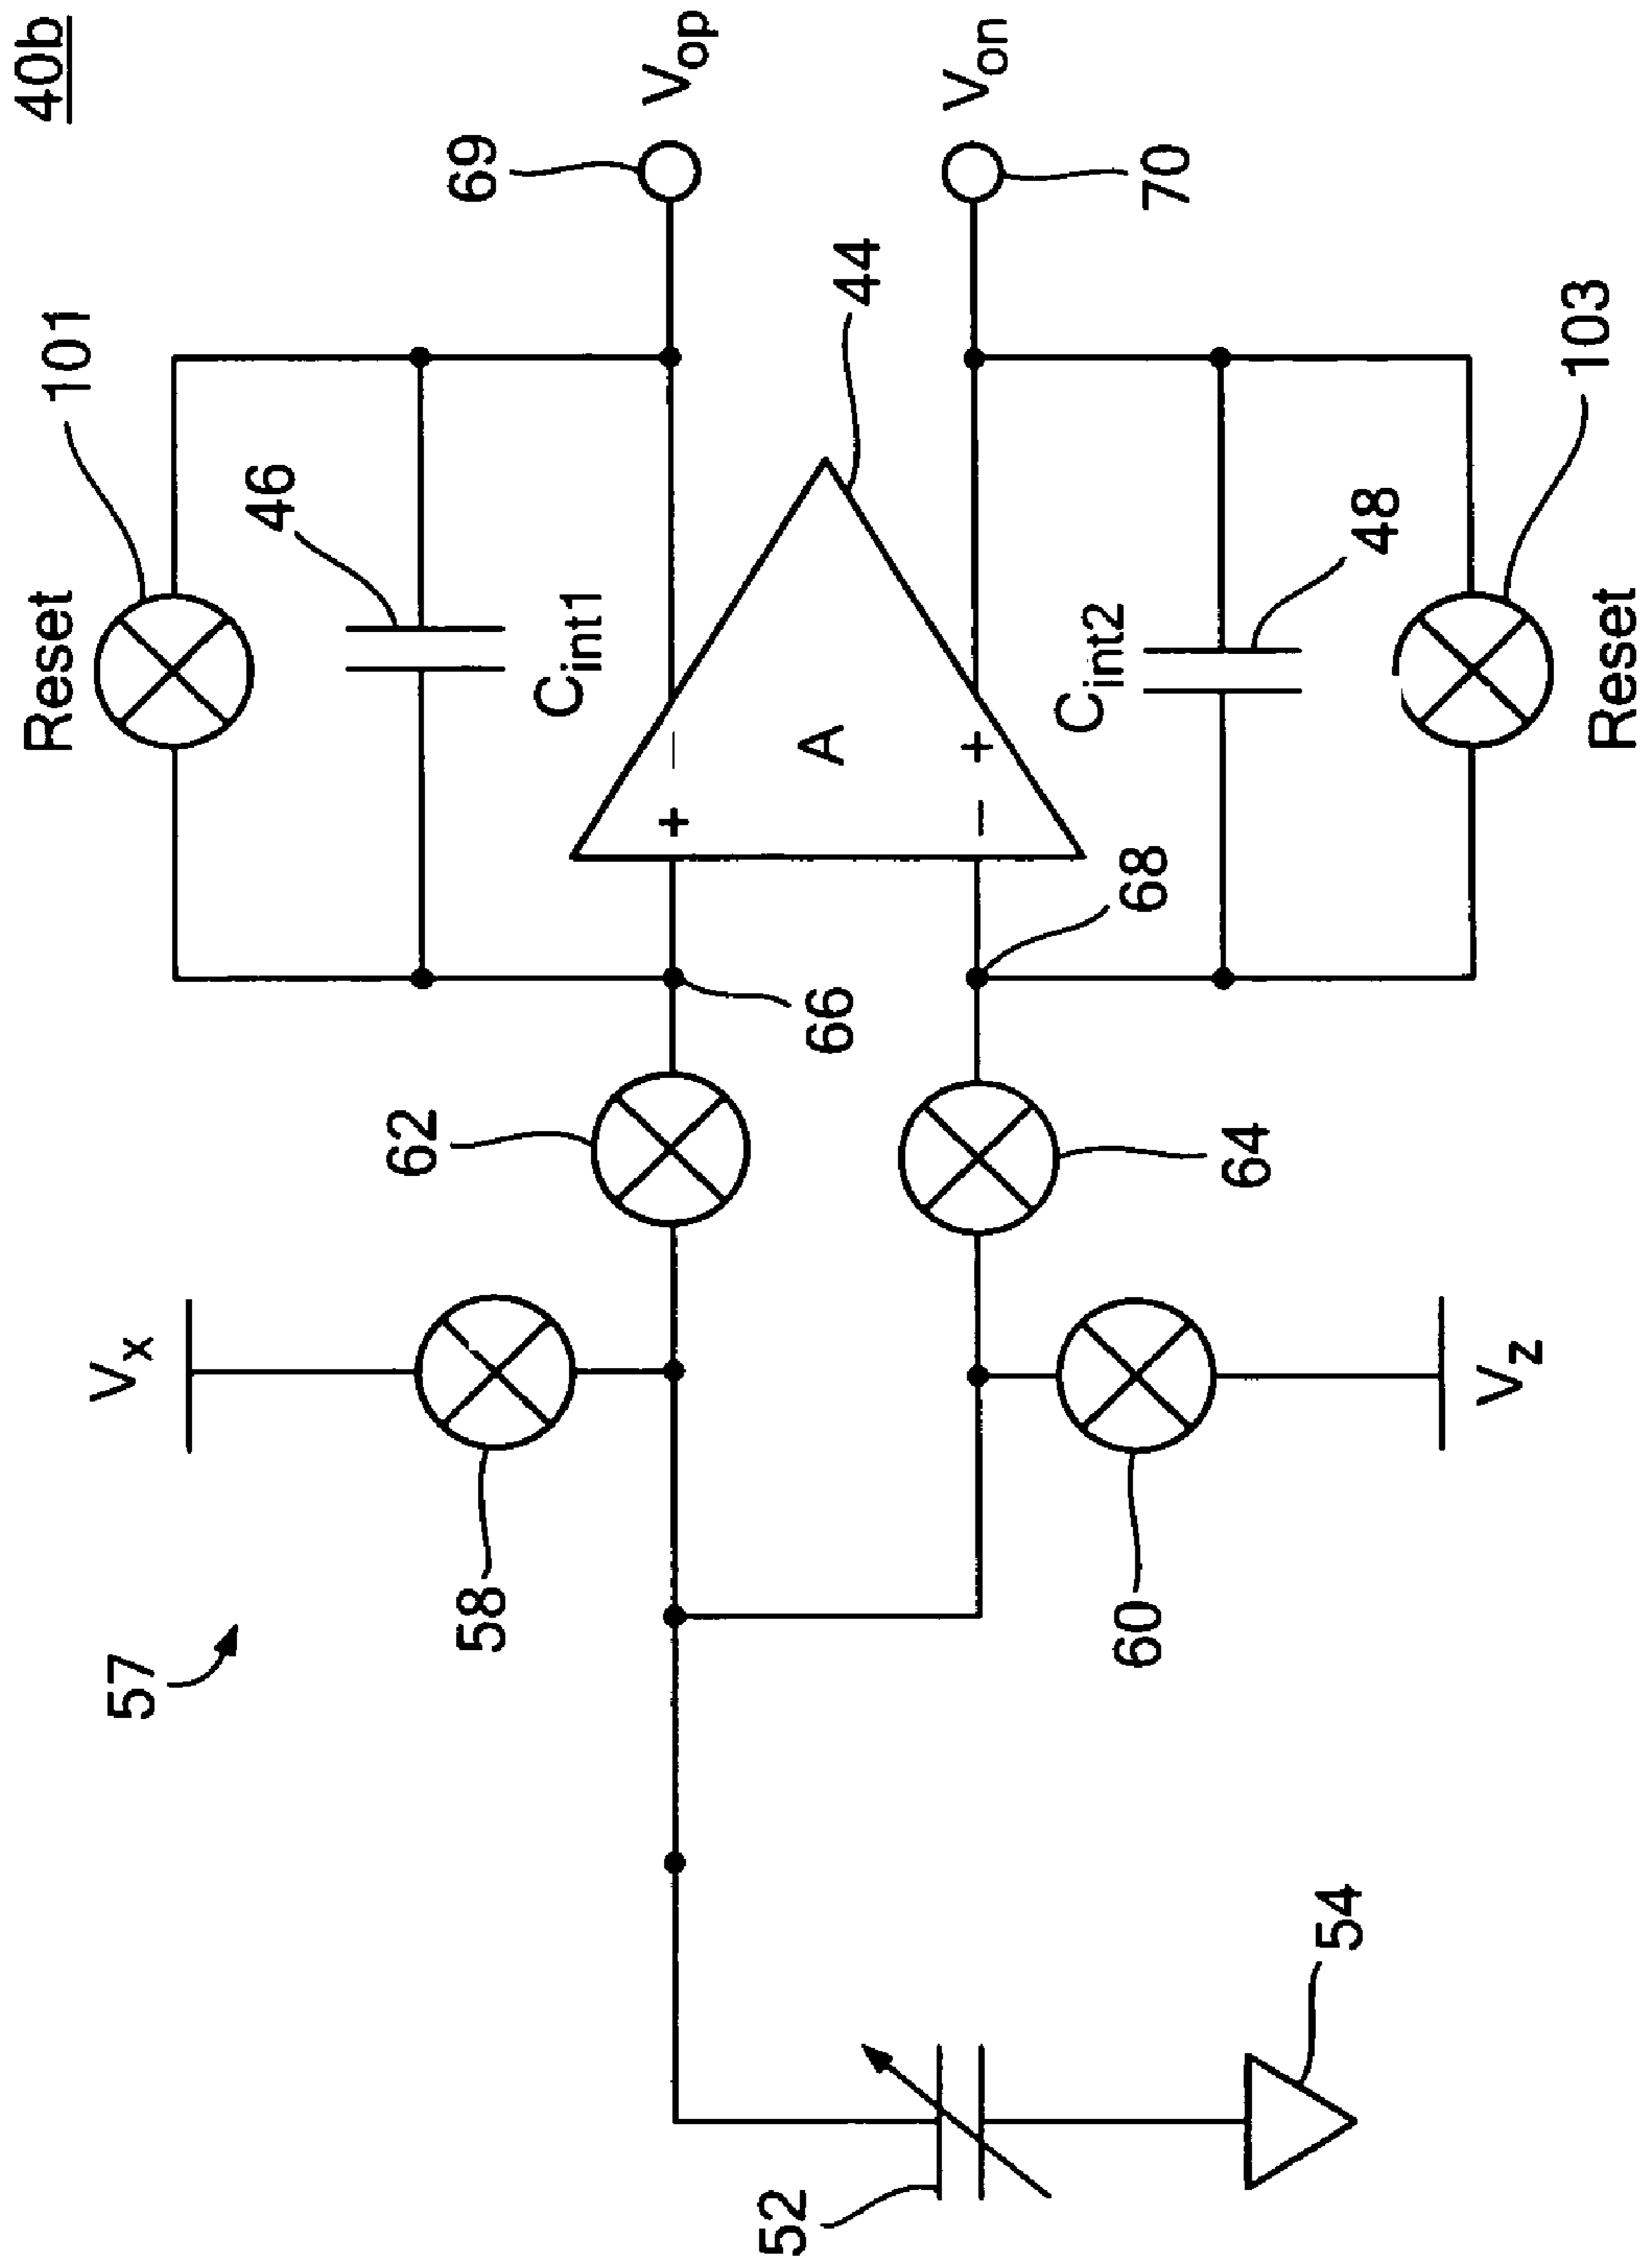 40b
Reset
101
46
Cint1
Vx
58
57
62
66
+ −
A
− +
44
69
Vop
Von
70
68
64
60
Vz
Cint2
48
103
Reset
52
54